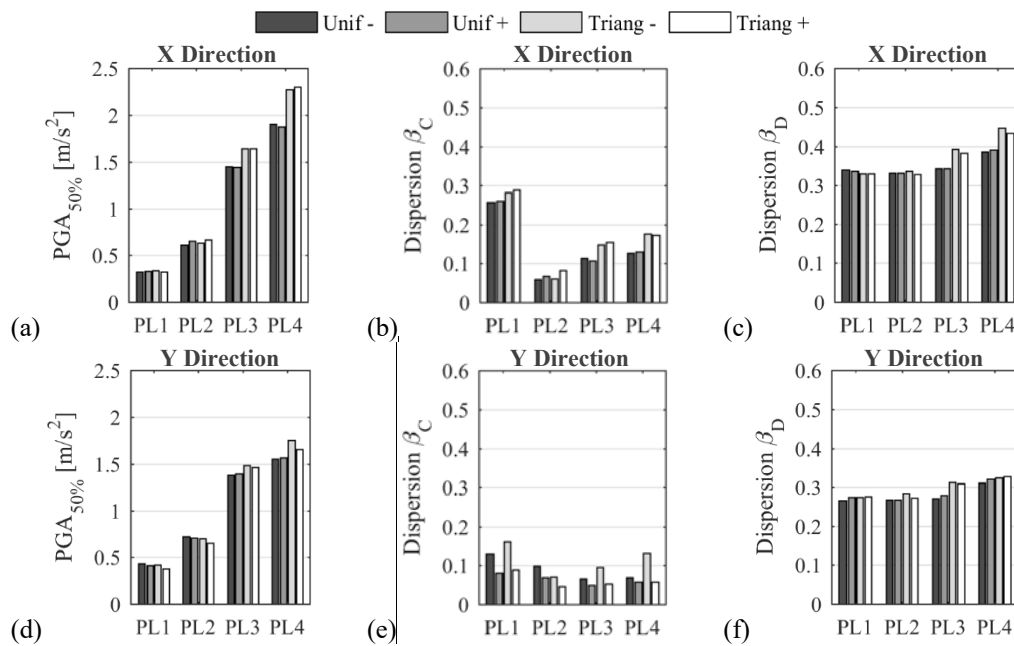 Unif - Unif + Triang - Triang +
X Direction
PGA50% [m/s²]
2.5
2
1.5
1
0.5
0
PL1 PL2 PL3 PL4
(a)
X Direction
Dispersion βC
0.6
0.5
0.4
0.3
0.2
0.1
0
PL1 PL2 PL3 PL4
(b)
X Direction
Dispersion βD
0.6
0.5
0.4
0.3
0.2
0.1
0
PL1 PL2 PL3 PL4
(c)
Y Direction
PGA50% [m/s²]
2.5
2
1.5
1
0.5
0
PL1 PL2 PL3 PL4
(d)
Y Direction
Dispersion βC
0.6
0.5
0.4
0.3
0.2
0.1
0
PL1 PL2 PL3 PL4
(e)
Y Direction
Dispersion βD
0.6
0.5
0.4
0.3
0.2
0.1
0
PL1 PL2 PL3 PL4
(f)